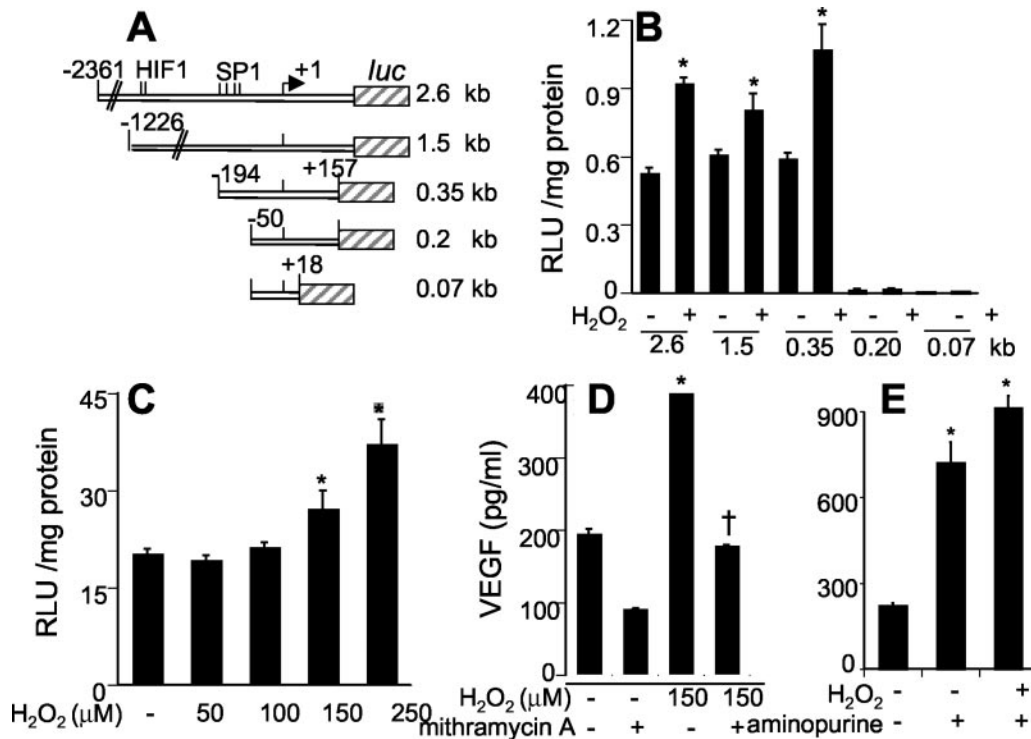 A
-2361 HIF1 SP1 +1 luc
2.6 kb
-1226
1.5 kb
-194 +157
0.35 kb
-50
0.2 kb
+18
0.07 kb
B
RLU /mg protein
1.2
0.9
0.6
0.3
0
* * *
H2O2 - + - + - + - + - +
2.6 1.5 0.35 0.20 0.07 kb
C
RLU /mg protein
45
30
15
0
* *
H2O2 (μM) - 50 100 150 250
D
VEGF (pg/ml)
400
300
200
100
0
* †
H2O2 (μM) - - 150 150
mithramycin A - + - +
E
900
600
300
0
* *
H2O2 - - +
aminopurine - + +